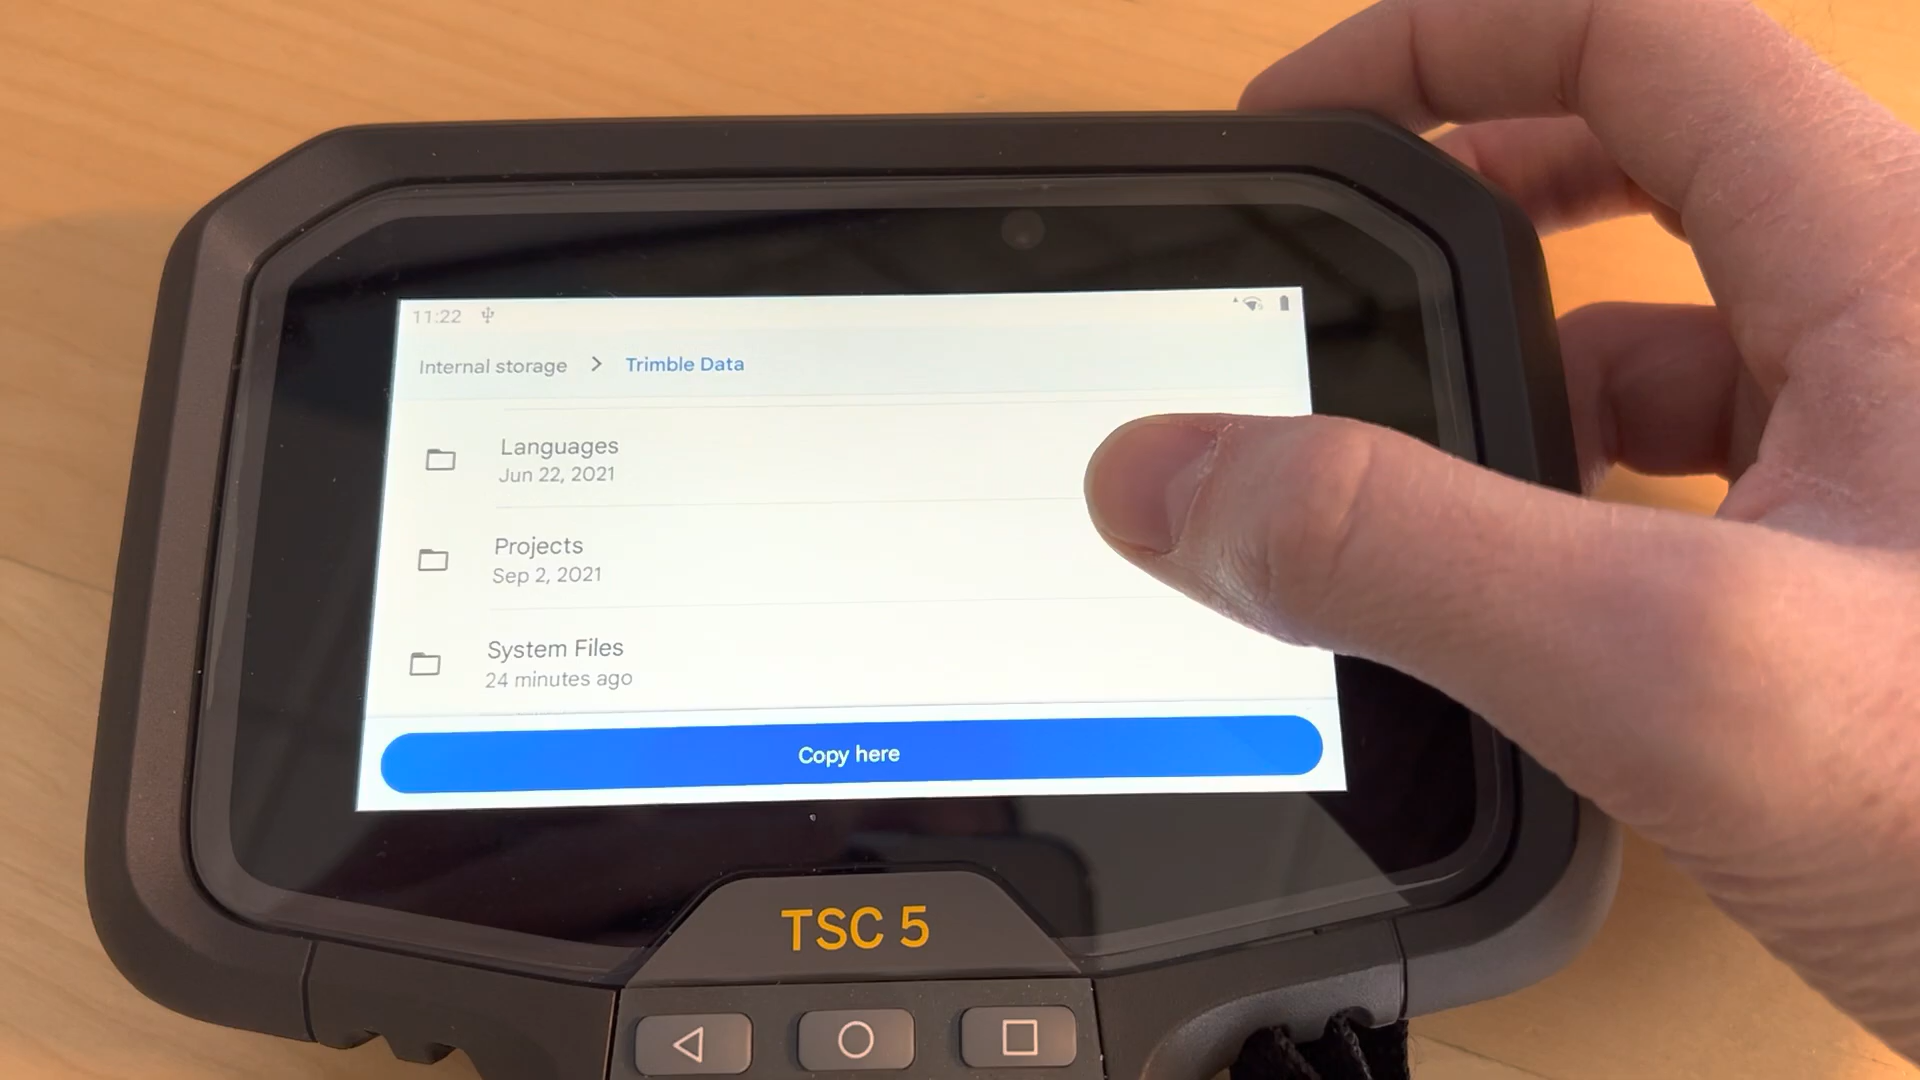 11:22
Internal storage > Trimble Data
Languages
Jun 22, 2021
Projects
Sep 2, 2021
System Files
24 minutes ago
Copy here
TSC 5